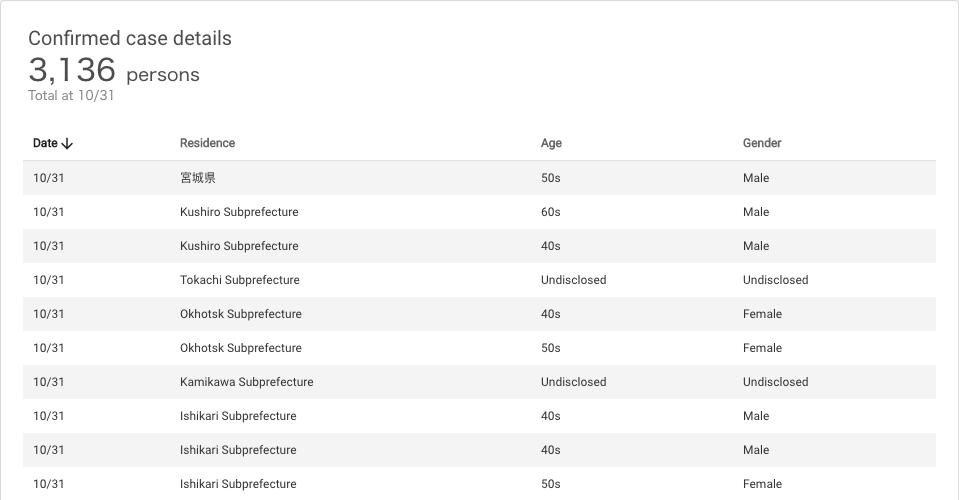 Confirmed case details
3,136 persons
Total at 10/31
Date↓ Residence Age Gender
10/31 宮城県 50s Male
10/31 Kushiro Subprefecture 60s Male
10/31 Kushiro Subprefecture 40s Male
10/31 Tokachi Subprefecture Undisclosed Undisclosed
10/31 Okhotsk Subprefecture 40s Female
10/31 Okhotsk Subprefecture 50s Female
10/31 Kamikawa Subprefecture Undisclosed Undisclosed
10/31 Ishikari Subprefecture 40s Male
10/31 Ishikari Subprefecture 40s Male
10/31 Ishikari Subprefecture 50s Female